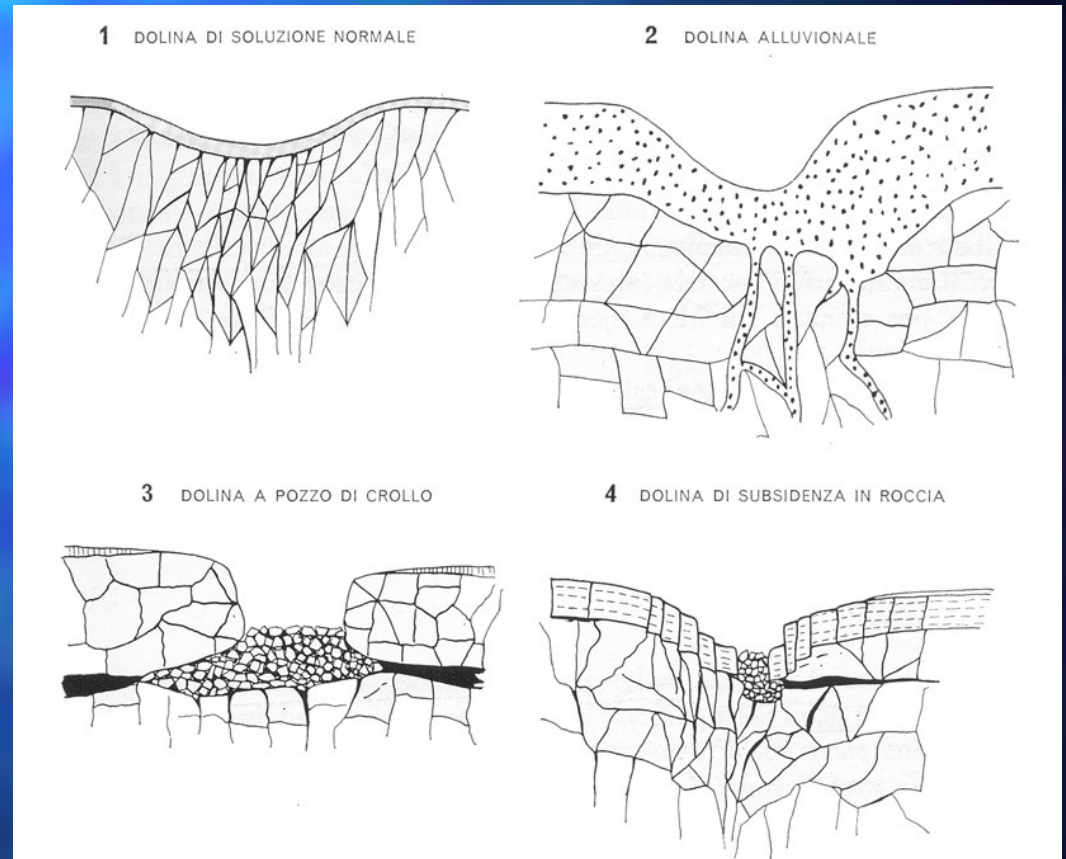 1 DOLINA DI SOLUZIONE NORMALE
2 DOLINA ALLUVIONALE
3 DOLINA A POZZO DI CROLLO
4 DOLINA DI SUBSIDENZA IN ROCCIA